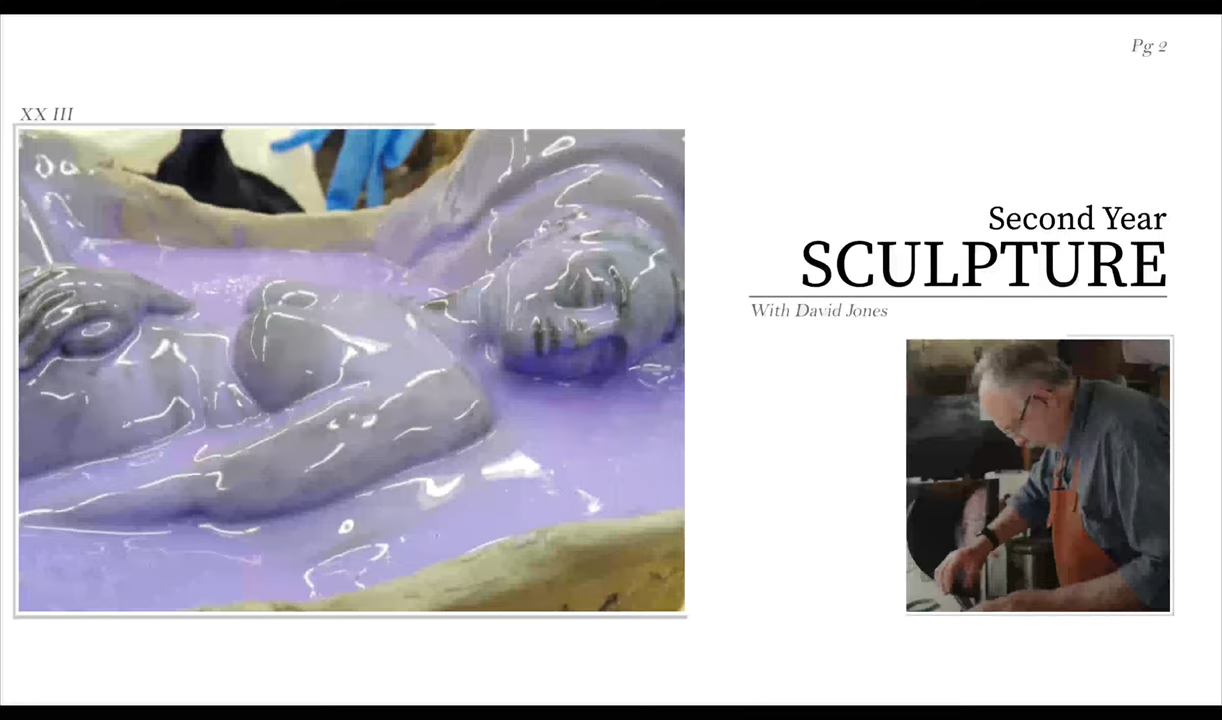 Pg 2
XX III
Second Year
SCULPTURE
With David Jones